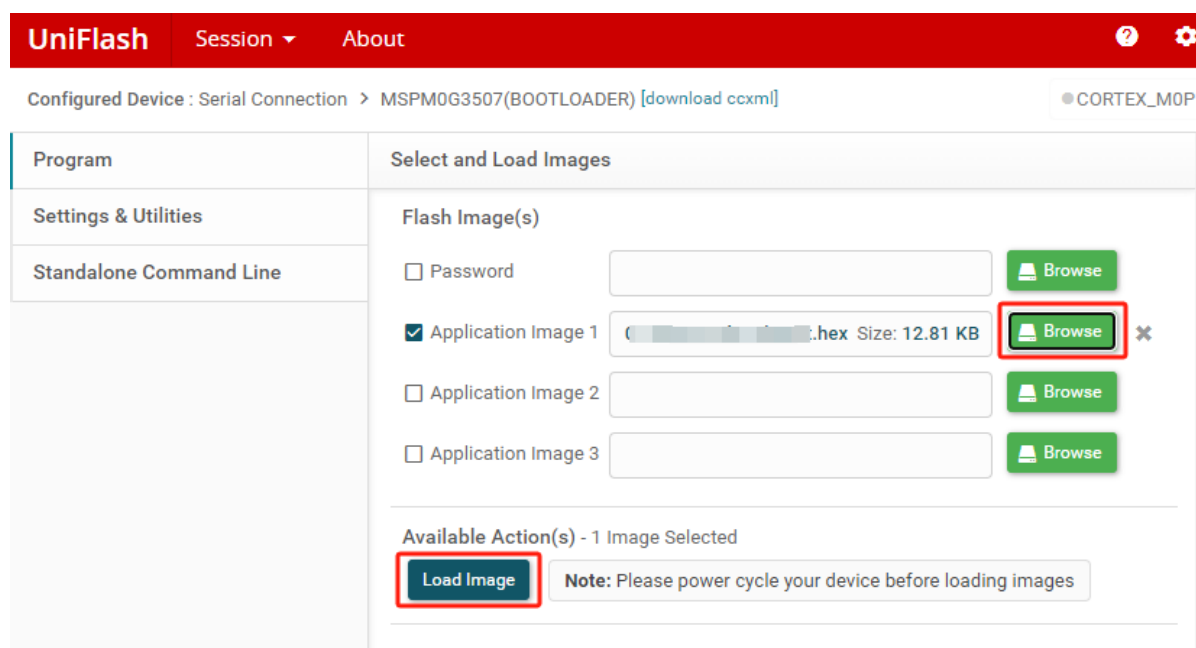 UniFlash Session About
Configured Device : Serial Connection > MSPM0G3507(BOOTLOADER) [download ccxml] CORTEX_M0P
Program
Select and Load Images
Settings & Utilities
Flash Image(s)
Standalone Command Line
Password Browse
Application Image 1 .hex Size: 12.81 KB Browse
Application Image 2 Browse
Application Image 3 Browse
Available Action(s) - 1 Image Selected
Load Image Note: Please power cycle your device before loading images